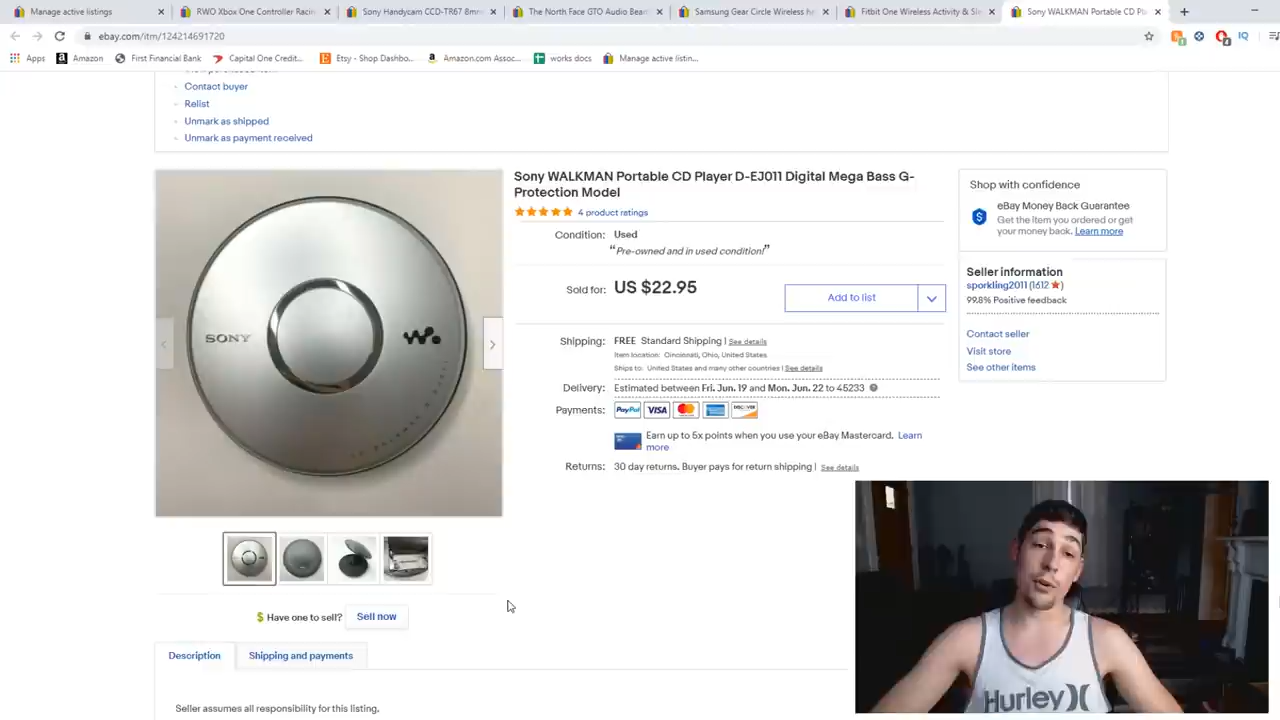 Manage active listings
RWO Xbox One Controller Racin
Sony Handycam CCD-TR67 8mm
The North Face GTO Audio Bean
Samsung Gear Circle Wireless he
Fitbit One Wireless Activity & Sle
Sony WALKMAN Portable CD Pla
ebay.com/itm/124214691720
Apps
Amazon
First Financial Bank
Capital One Credit...
Etsy - Shop Dashbo...
Amazon.com Assoc...
works docs
Manage active listin...
Contact buyer
Relist
Unmark as shipped
Unmark as payment received
Sony WALKMAN Portable CD Player D-EJ011 Digital Mega Bass G-
Protection Model
4 product ratings
Condition: Used
"Pre-owned and in used condition!"
Sold for: US $22.95
Add to list
Shipping: FREE Standard Shipping | See details
Item location: Cincinnati, Ohio, United States
Ships to: United States and many other countries | See details
Delivery: Estimated between Fri. Jun. 19 and Mon. Jun. 22 to 45233
Payments: PayPal VISA
DISCOVER
Earn up to 5x points when you use your eBay Mastercard. Learn
more
Returns: 30 day returns. Buyer pays for return shipping | See details
Shop with confidence
eBay Money Back Guarantee
Get the item you ordered or get
your money back. Learn more
Seller information
sporkling2011 (1612 )
99.8% Positive feedback
Contact seller
Visit store
See other items
SONY
Have one to sell? Sell now
Description
Shipping and payments
Seller assumes all responsibility for this listing.
Hurley